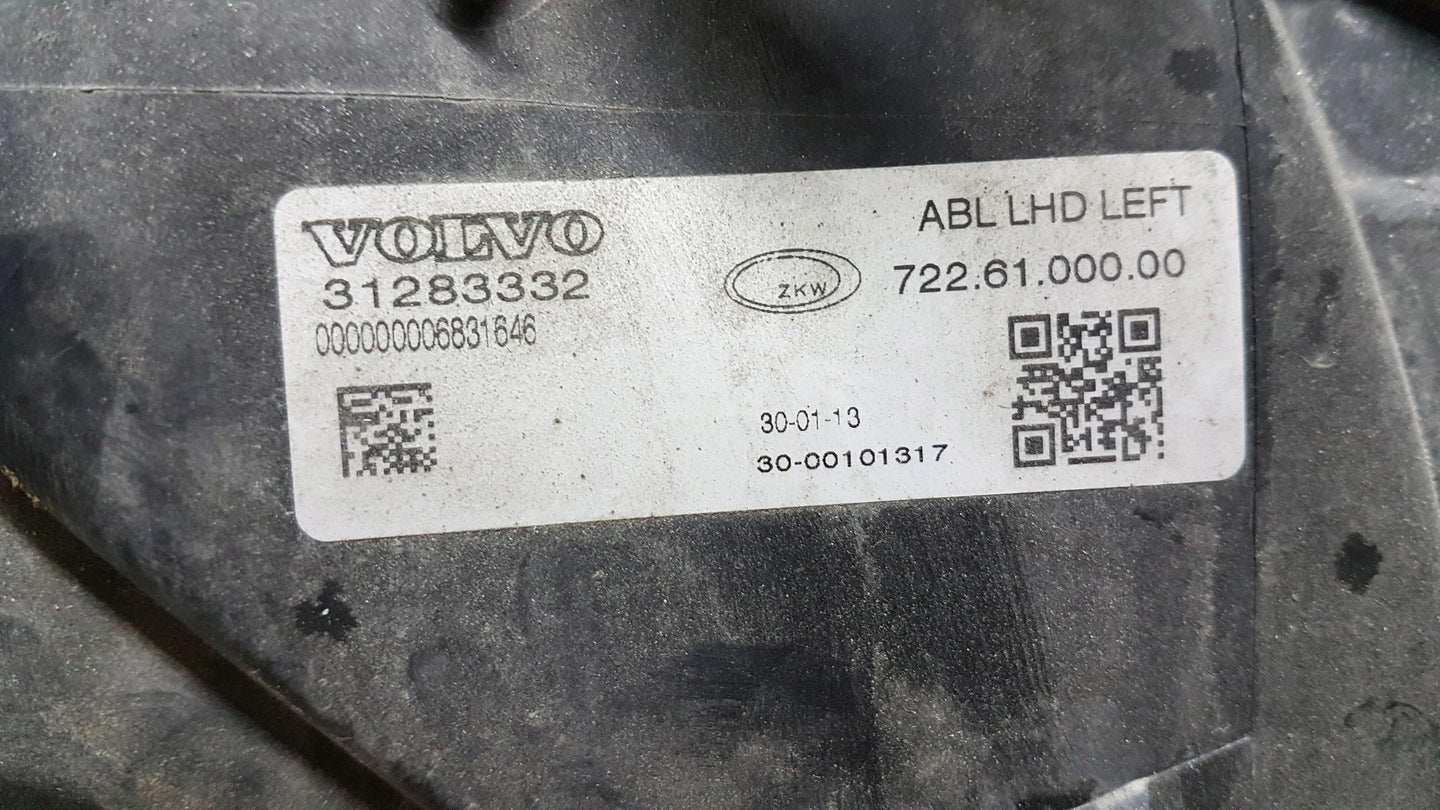 VOLVO
31283332
000000006831646
ZKW
ABL LHD LEFT
722.61.000.00
30-01-13
30-00101317